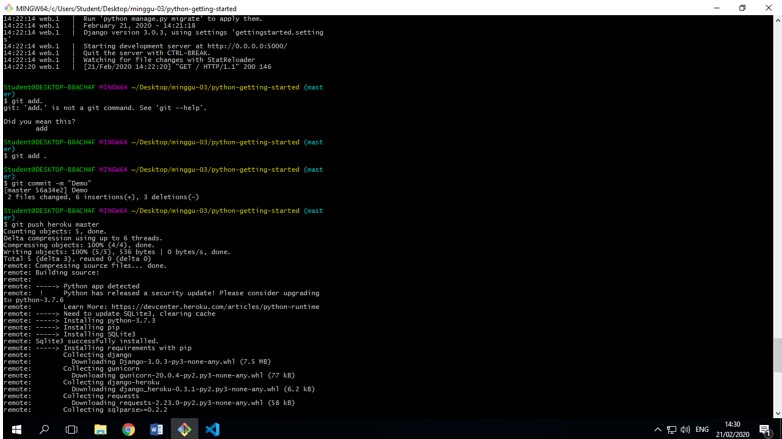 MINGW64:/c/Users/Student/Desktop/minggu-03/python-getting-started
14:22:14 web.1   |  Run 'python manage.py migrate' to apply them.
14:22:14 web.1   |  February 21, 2020 - 14:21:18
14:22:14 web.1   |  Django version 3.0.3, using settings 'gettingstarted.setting
s'
14:22:14 web.1   |  Starting development server at http://0.0.0.0:5000/
14:22:14 web.1   |  Quit the server with CTRL-BREAK.
14:22:14 web.1   |  Watching for file changes with StatReloader
14:22:20 web.1   |  [21/Feb/2020 14:22:20] "GET / HTTP/1.1" 200 146
Student@DESKTOP-B8ACH4F MINGW64 ~/Desktop/minggu-03/python-getting-started (mast
er)
$ git add.
git: 'add.' is not a git command. See 'git --help'.
Did you mean this?
add
Student@DESKTOP-B8ACH4F MINGW64 ~/Desktop/minggu-03/python-getting-started (mast
er)
$ git add .
Student@DESKTOP-B8ACH4F MINGW64 ~/Desktop/minggu-03/python-getting-started (mast
er)
$ git commit -m "Demo"
[master 56a34e2] Demo
2 files changed, 6 insertions(+), 3 deletions(-)
Student@DESKTOP-B8ACH4F MINGW64 ~/Desktop/minggu-03/python-getting-started (mast
er)
$ git push heroku master
Counting objects: 5, done.
Delta compression using up to 6 threads.
Compressing objects: 100% (4/4), done.
Writing objects: 100% (5/5), 536 bytes | 0 bytes/s, done.
Total 5 (delta 3), reused 0 (delta 0)
remote: Compressing source files... done.
remote: Building source:
remote:
remote: -----> Python app detected
remote:  !     Python has released a security update! Please consider upgrading
to python-3.7.6
remote:        Learn More: https://devcenter.heroku.com/articles/python-runtime
remote: -----> Need to update SQLite3, clearing cache
remote: -----> Installing python-3.7.3
remote: -----> Installing pip
remote: -----> Installing SQLite3
remote: Sqlite3 successfully installed.
remote: -----> Installing requirements with pip
remote:        Collecting django
remote:          Downloading Django-3.0.3-py3-none-any.whl (7.5 MB)
remote:        Collecting gunicorn
remote:          Downloading gunicorn-20.0.4-py2.py3-none-any.whl (77 kB)
remote:        Collecting django-heroku
remote:          Downloading django_heroku-0.3.1-py2.py3-none-any.whl (6.2 kB)
remote:        Collecting requests
remote:          Downloading requests-2.23.0-py2.py3-none-any.whl (58 kB)
remote:        Collecting sqlparse>=0.2.2
ENG
14:30
21/02/2020